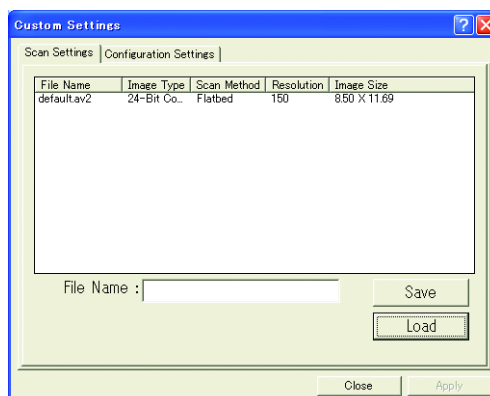 Custom Settings
Scan Settings Configuration Settings
File Name Image Type Scan Method Resolution Image Size
default.av2 24-Bit Co... Flatbed 150 8.50 X 11.69
File Name :
Save
Load
Close Apply